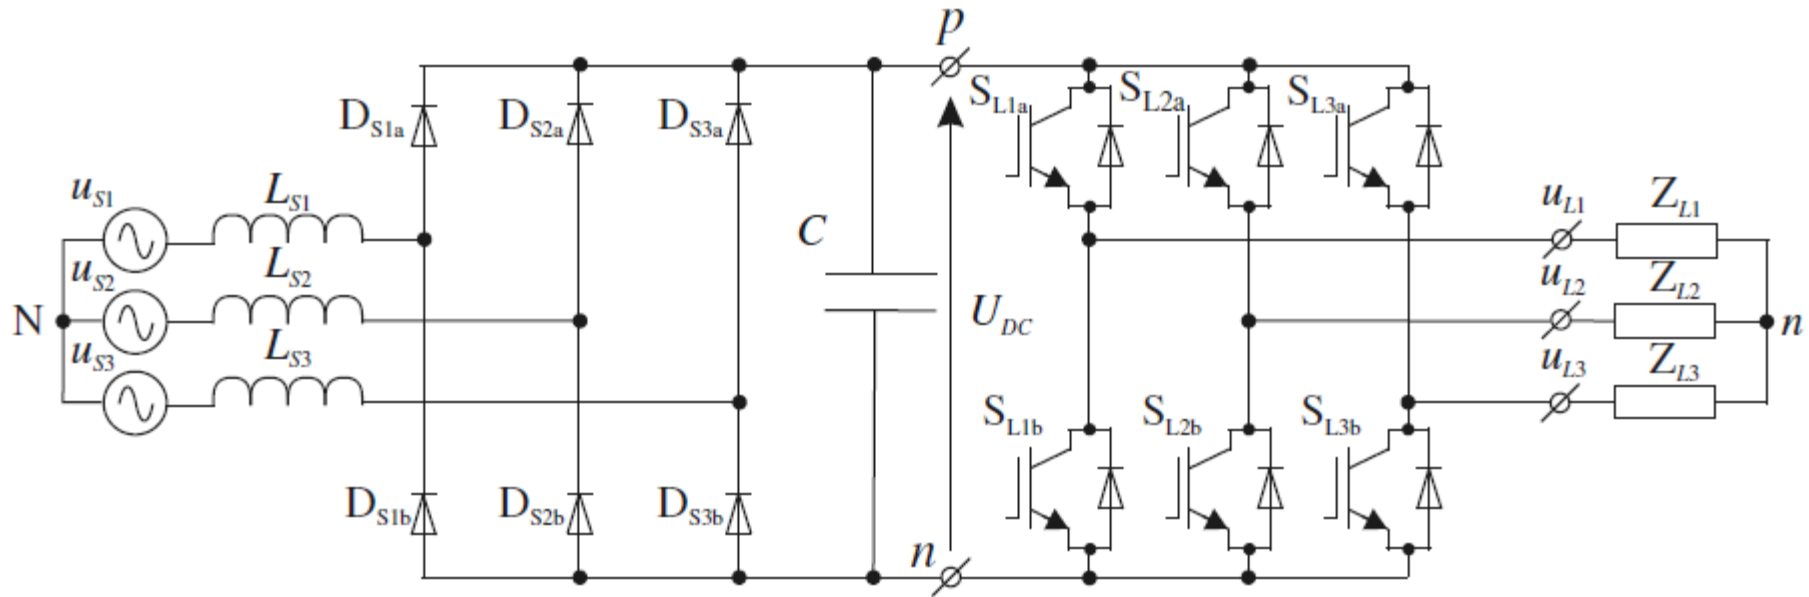 p
D_S1a D_S2a D_S3a S_L1a S_L2a S_L3a
u_S1 L_S1 u_L1 Z_L1
C
u_S2 L_S2 u_L2 Z_L2
N U_DC n
u_S3 L_S3 u_L3 Z_L3
S_L1b S_L2b S_L3b
D_S1b D_S2b D_S3b
n